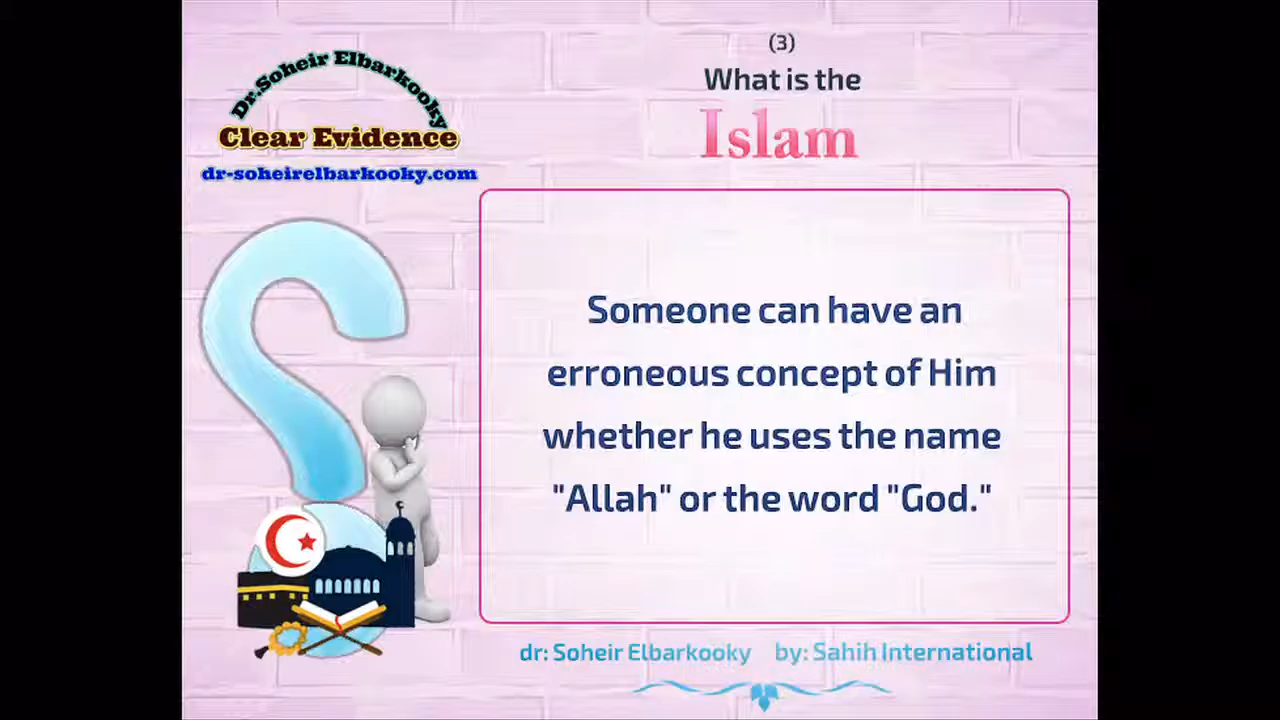 Dr.Soheir Elbarkooky
Clear Evidence
dr-soheirelbarkooky.com
(3)
What is the
Islam
Someone can have an
erroneous concept of Him
whether he uses the name
"Allah" or the word "God."
dr: Soheir Elbarkooky by: Sahih International